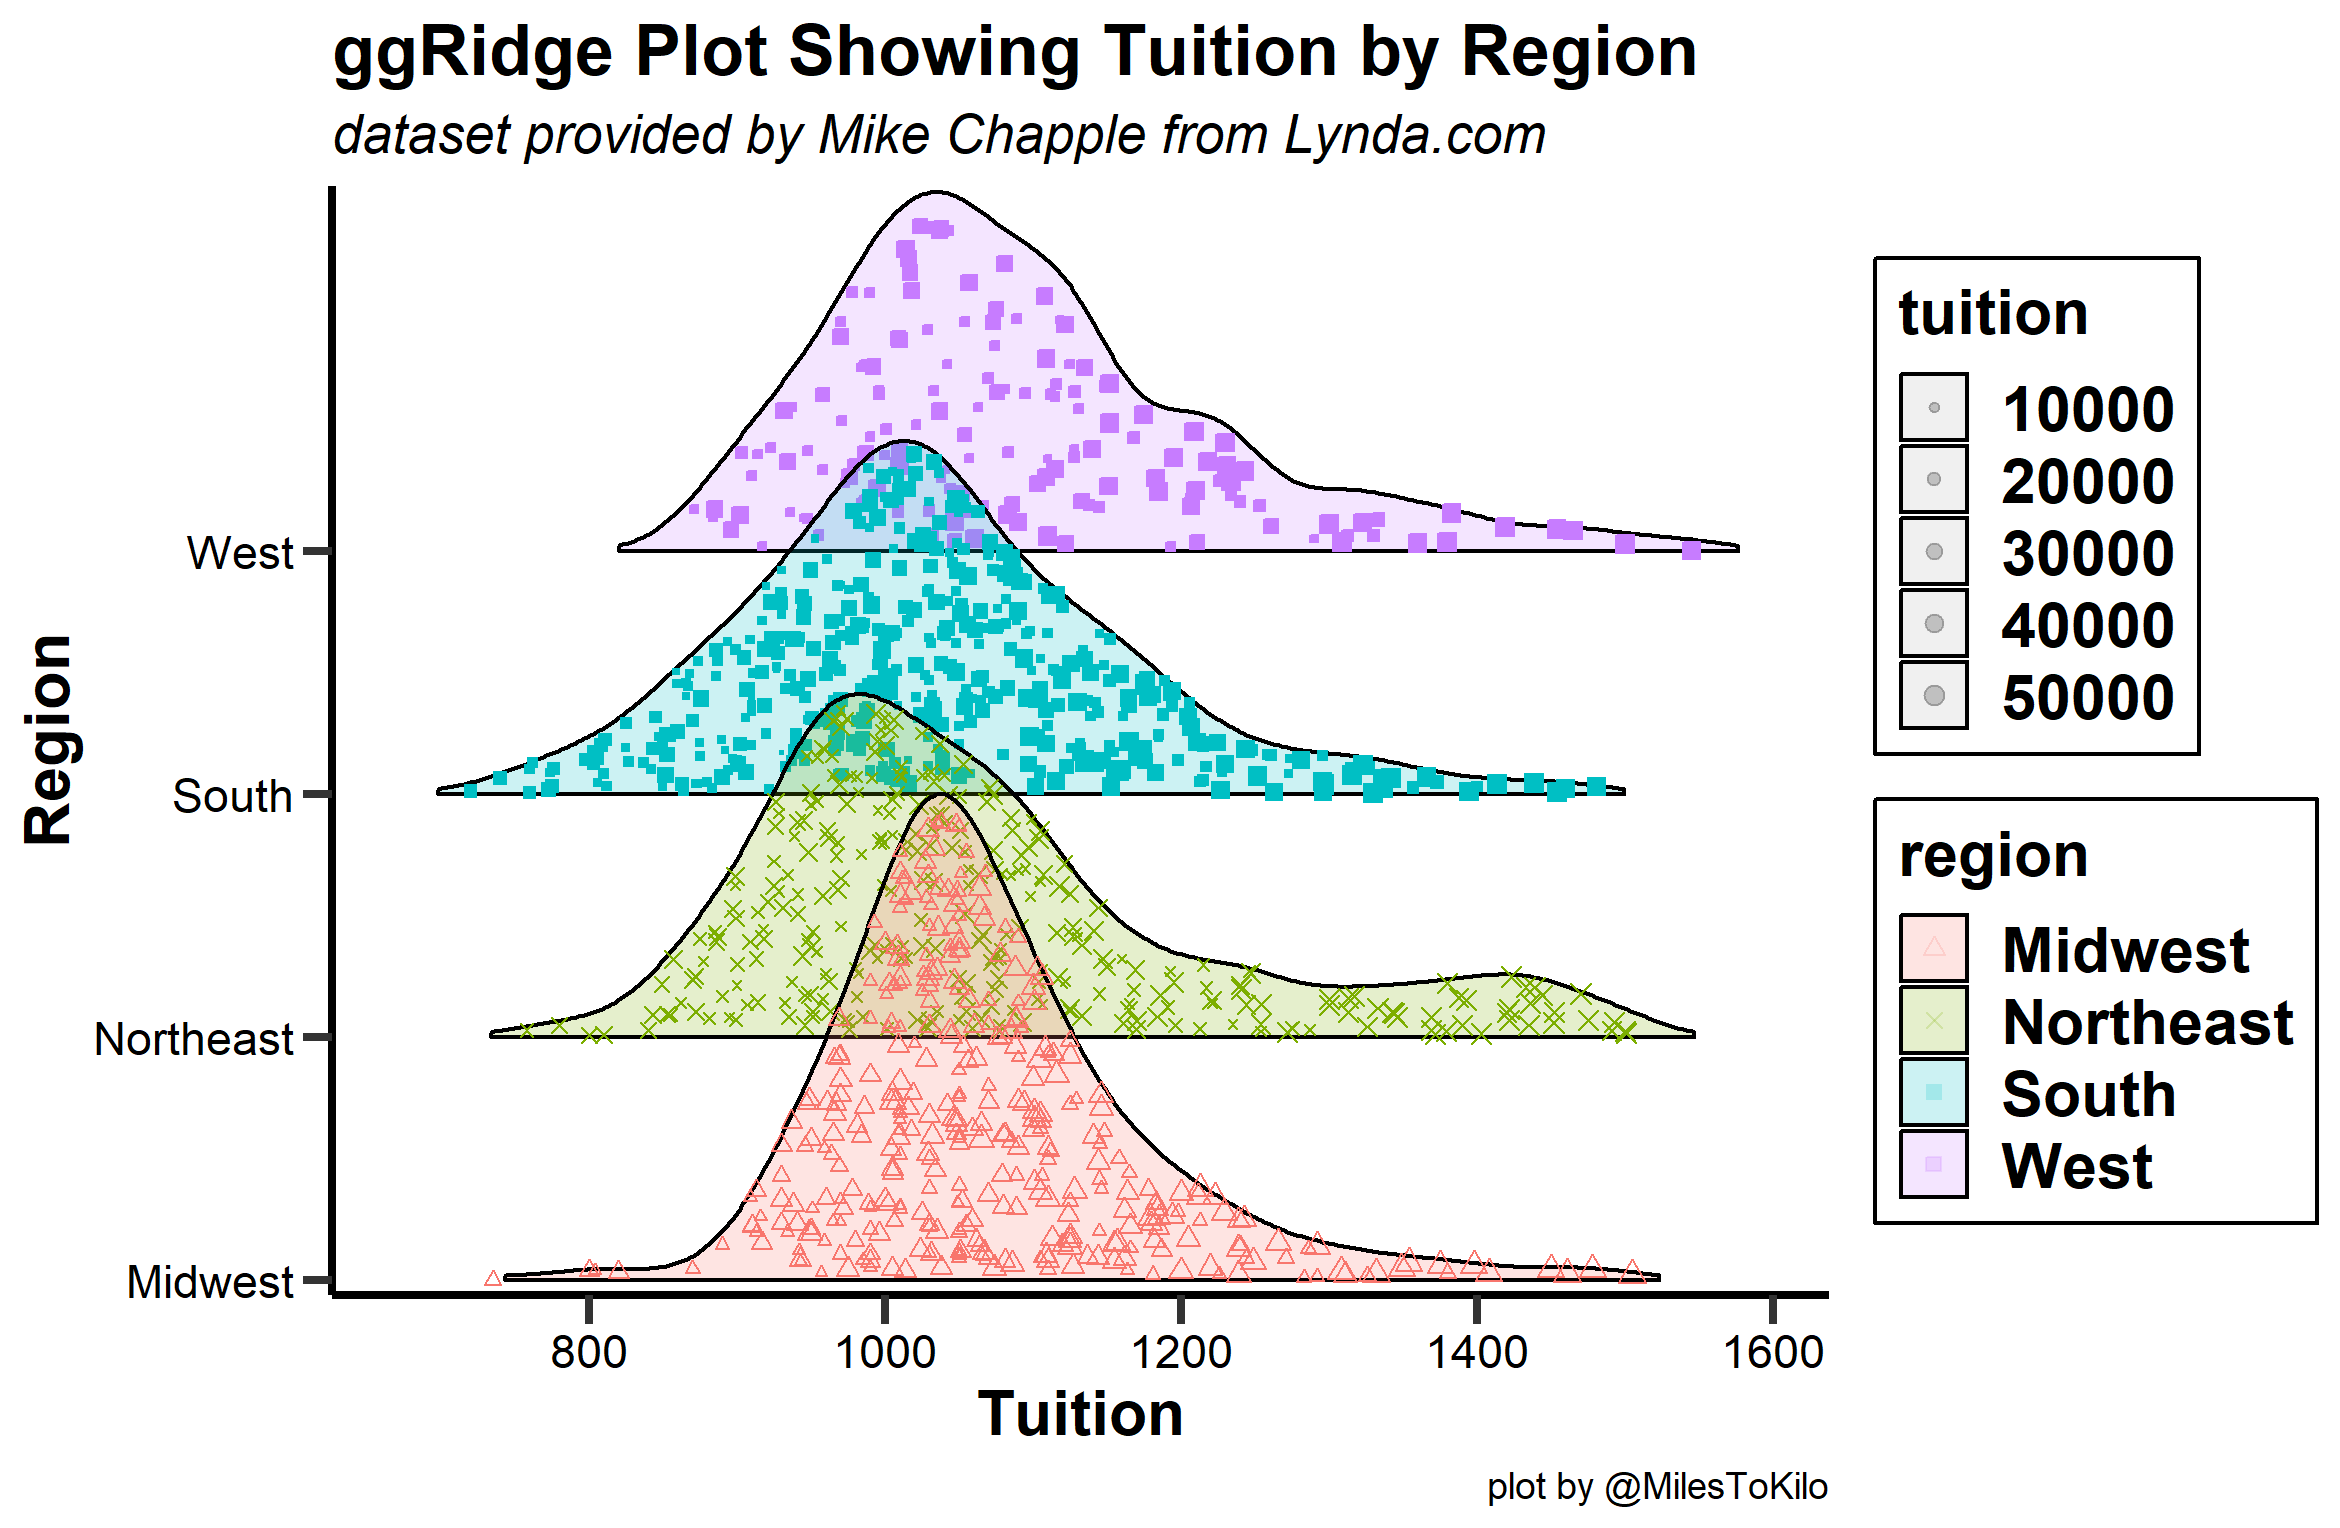 ggRidge Plot Showing Tuition by Region
dataset provided by Mike Chapple from Lynda.com
Region
West
South
Northeast
Midwest
800 1000 1200 1400 1600
Tuition
plot by @MilesToKilo
tuition
10000
20000
30000
40000
50000
region
Midwest
Northeast
South
West